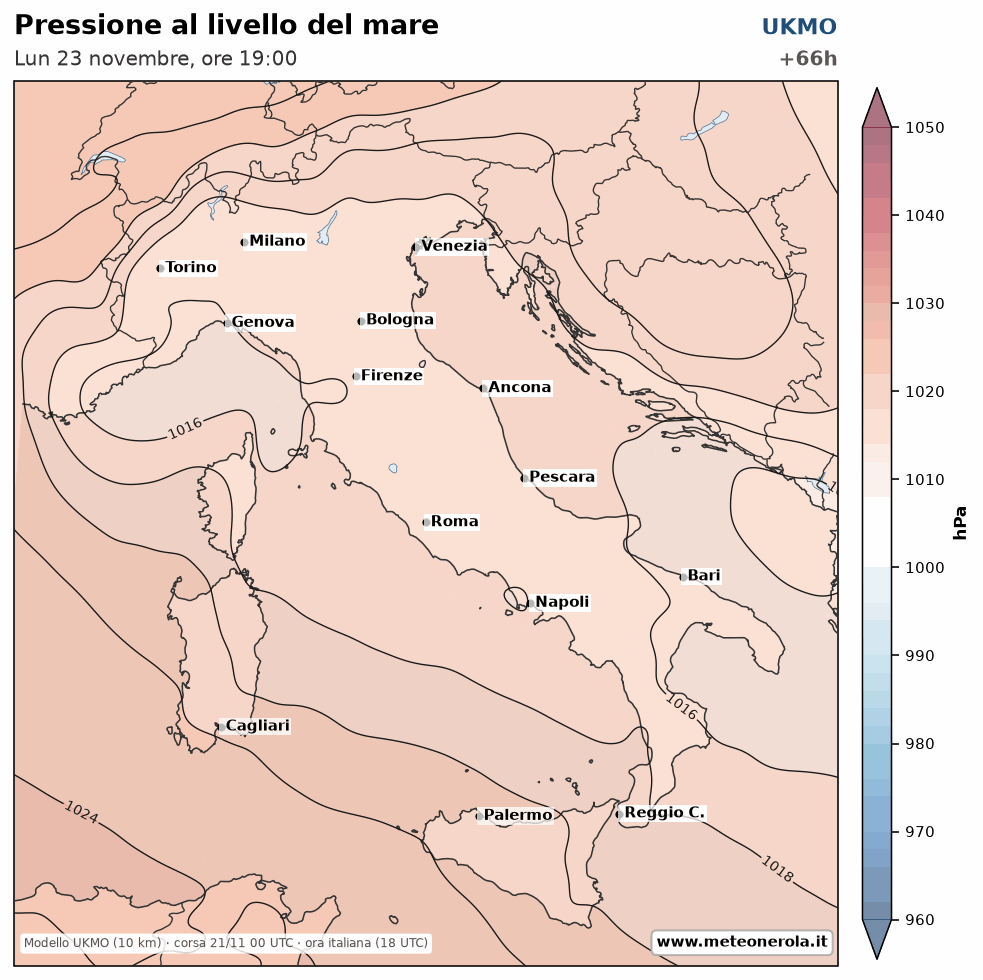 Pressione al livello del mare
UKMO
Lun 23 novembre, ore 19:00
+66h
1050
1040
1030
1020
1010
1000
990
980
970
960
hPa
Milano
Venezia
Torino
Genova
Bologna
Firenze
Ancona
1016
Pescara
Roma
Bari
Napoli
1016
Cagliari
1024
Palermo
Reggio C.
1018
Modello UKMO (10 km) · corsa 21/11 00 UTC · ora italiana (18 UTC)
www.meteonerola.it